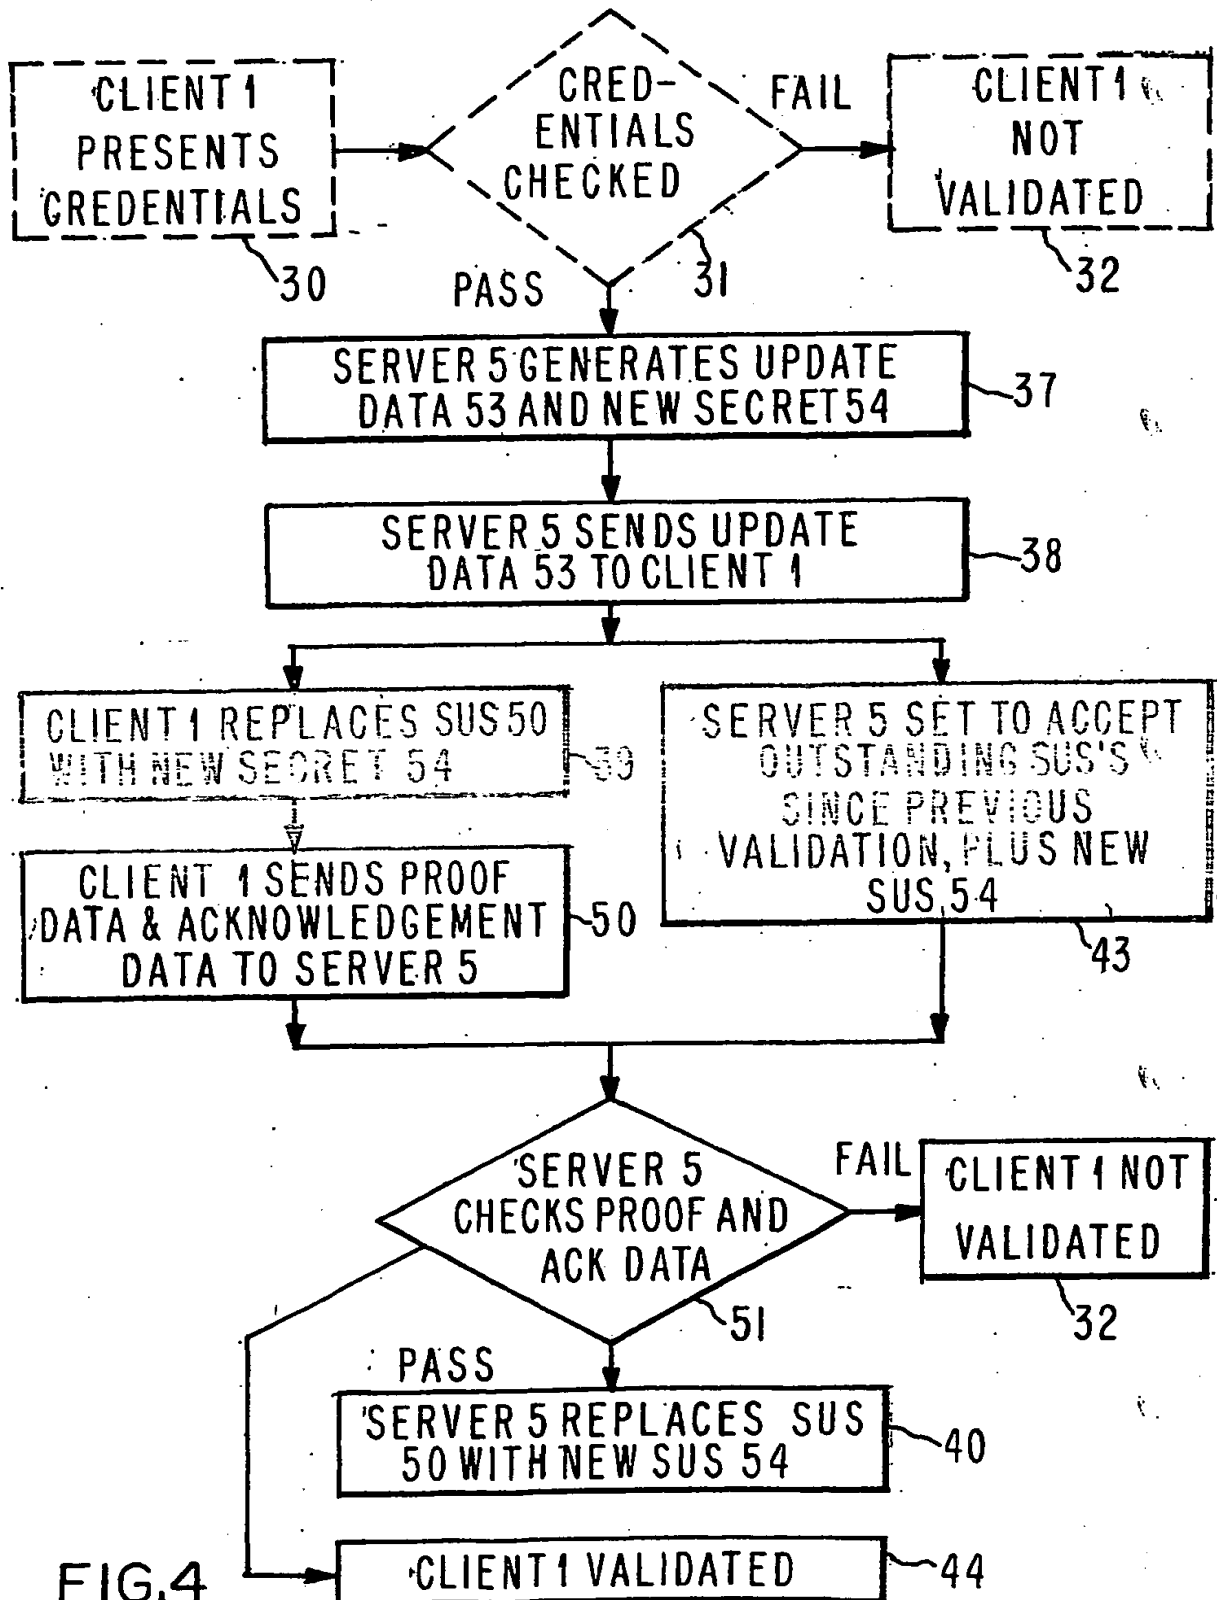 CLIENT 1
PRESENTS
CREDENTIALS
30
CRED-
ENTIALS
CHECKED
31
FAIL
CLIENT 1
NOT
VALIDATED
32
PASS
SERVER 5 GENERATES UPDATE
DATA 53 AND NEW SECRET 54
37
SERVER 5 SENDS UPDATE
DATA 53 TO CLIENT 1
38
CLIENT 1 REPLACES SUS 50
WITH NEW SECRET 54
39
SERVER 5 SET TO ACCEPT
OUTSTANDING SUS'S
SINCE PREVIOUS
VALIDATION, PLUS NEW
SUS 54
43
CLIENT 1 SENDS PROOF
DATA & ACKNOWLEDGEMENT
DATA TO SERVER 5
50
SERVER 5
CHECKS PROOF AND
ACK DATA
51
FAIL
CLIENT 1 NOT
VALIDATED
32
PASS
SERVER 5 REPLACES SUS
50 WITH NEW SUS 54
40
CLIENT 1 VALIDATED
44
FIG.4